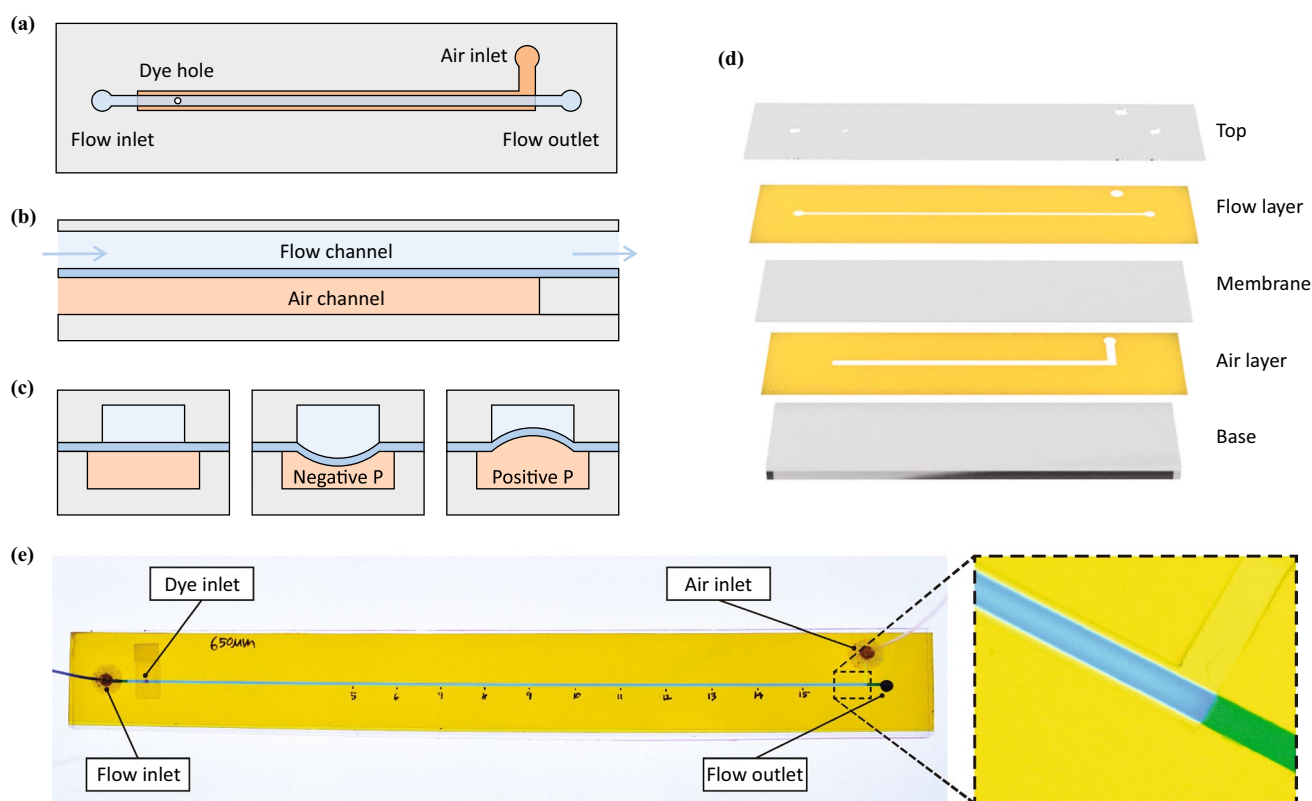 (a)
Air inlet
Dye hole
Flow inlet
Flow outlet
(b)
Flow channel
Air channel
(c)
Negative P
Positive P
(d)
Top
Flow layer
Membrane
Air layer
Base
(e)
Dye inlet
Air inlet
650µm
5 6 7 8 9 10 11 12 13 14 15
Flow inlet
Flow outlet